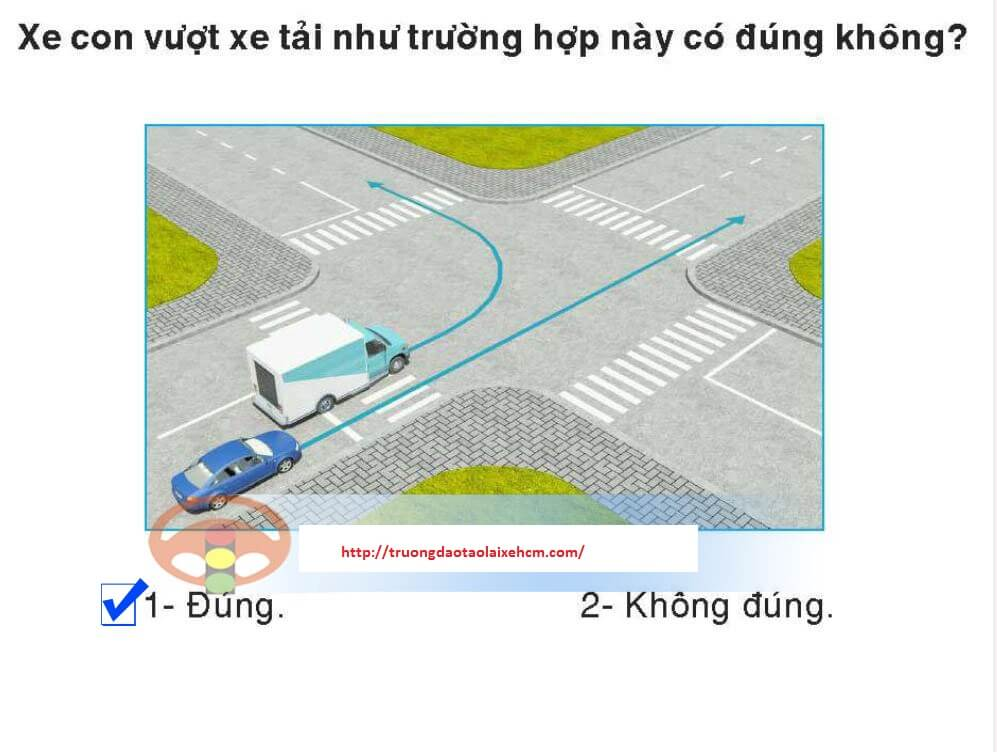 Xe con vượt xe tải như trường hợp này có đúng không?
http://truongdaotaolaixehcm.com/
1- Đúng.
2- Không đúng.